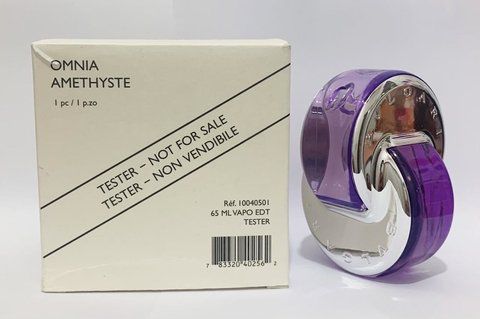 OMNIA
AMETHYSTE
1 pc / 1 p.zo
TESTER – NOT FOR SALE
TESTER – NON VENDIBILE
Réf. 10040501
65 ML VAPO EDT
TESTER
7 83320 40256 2